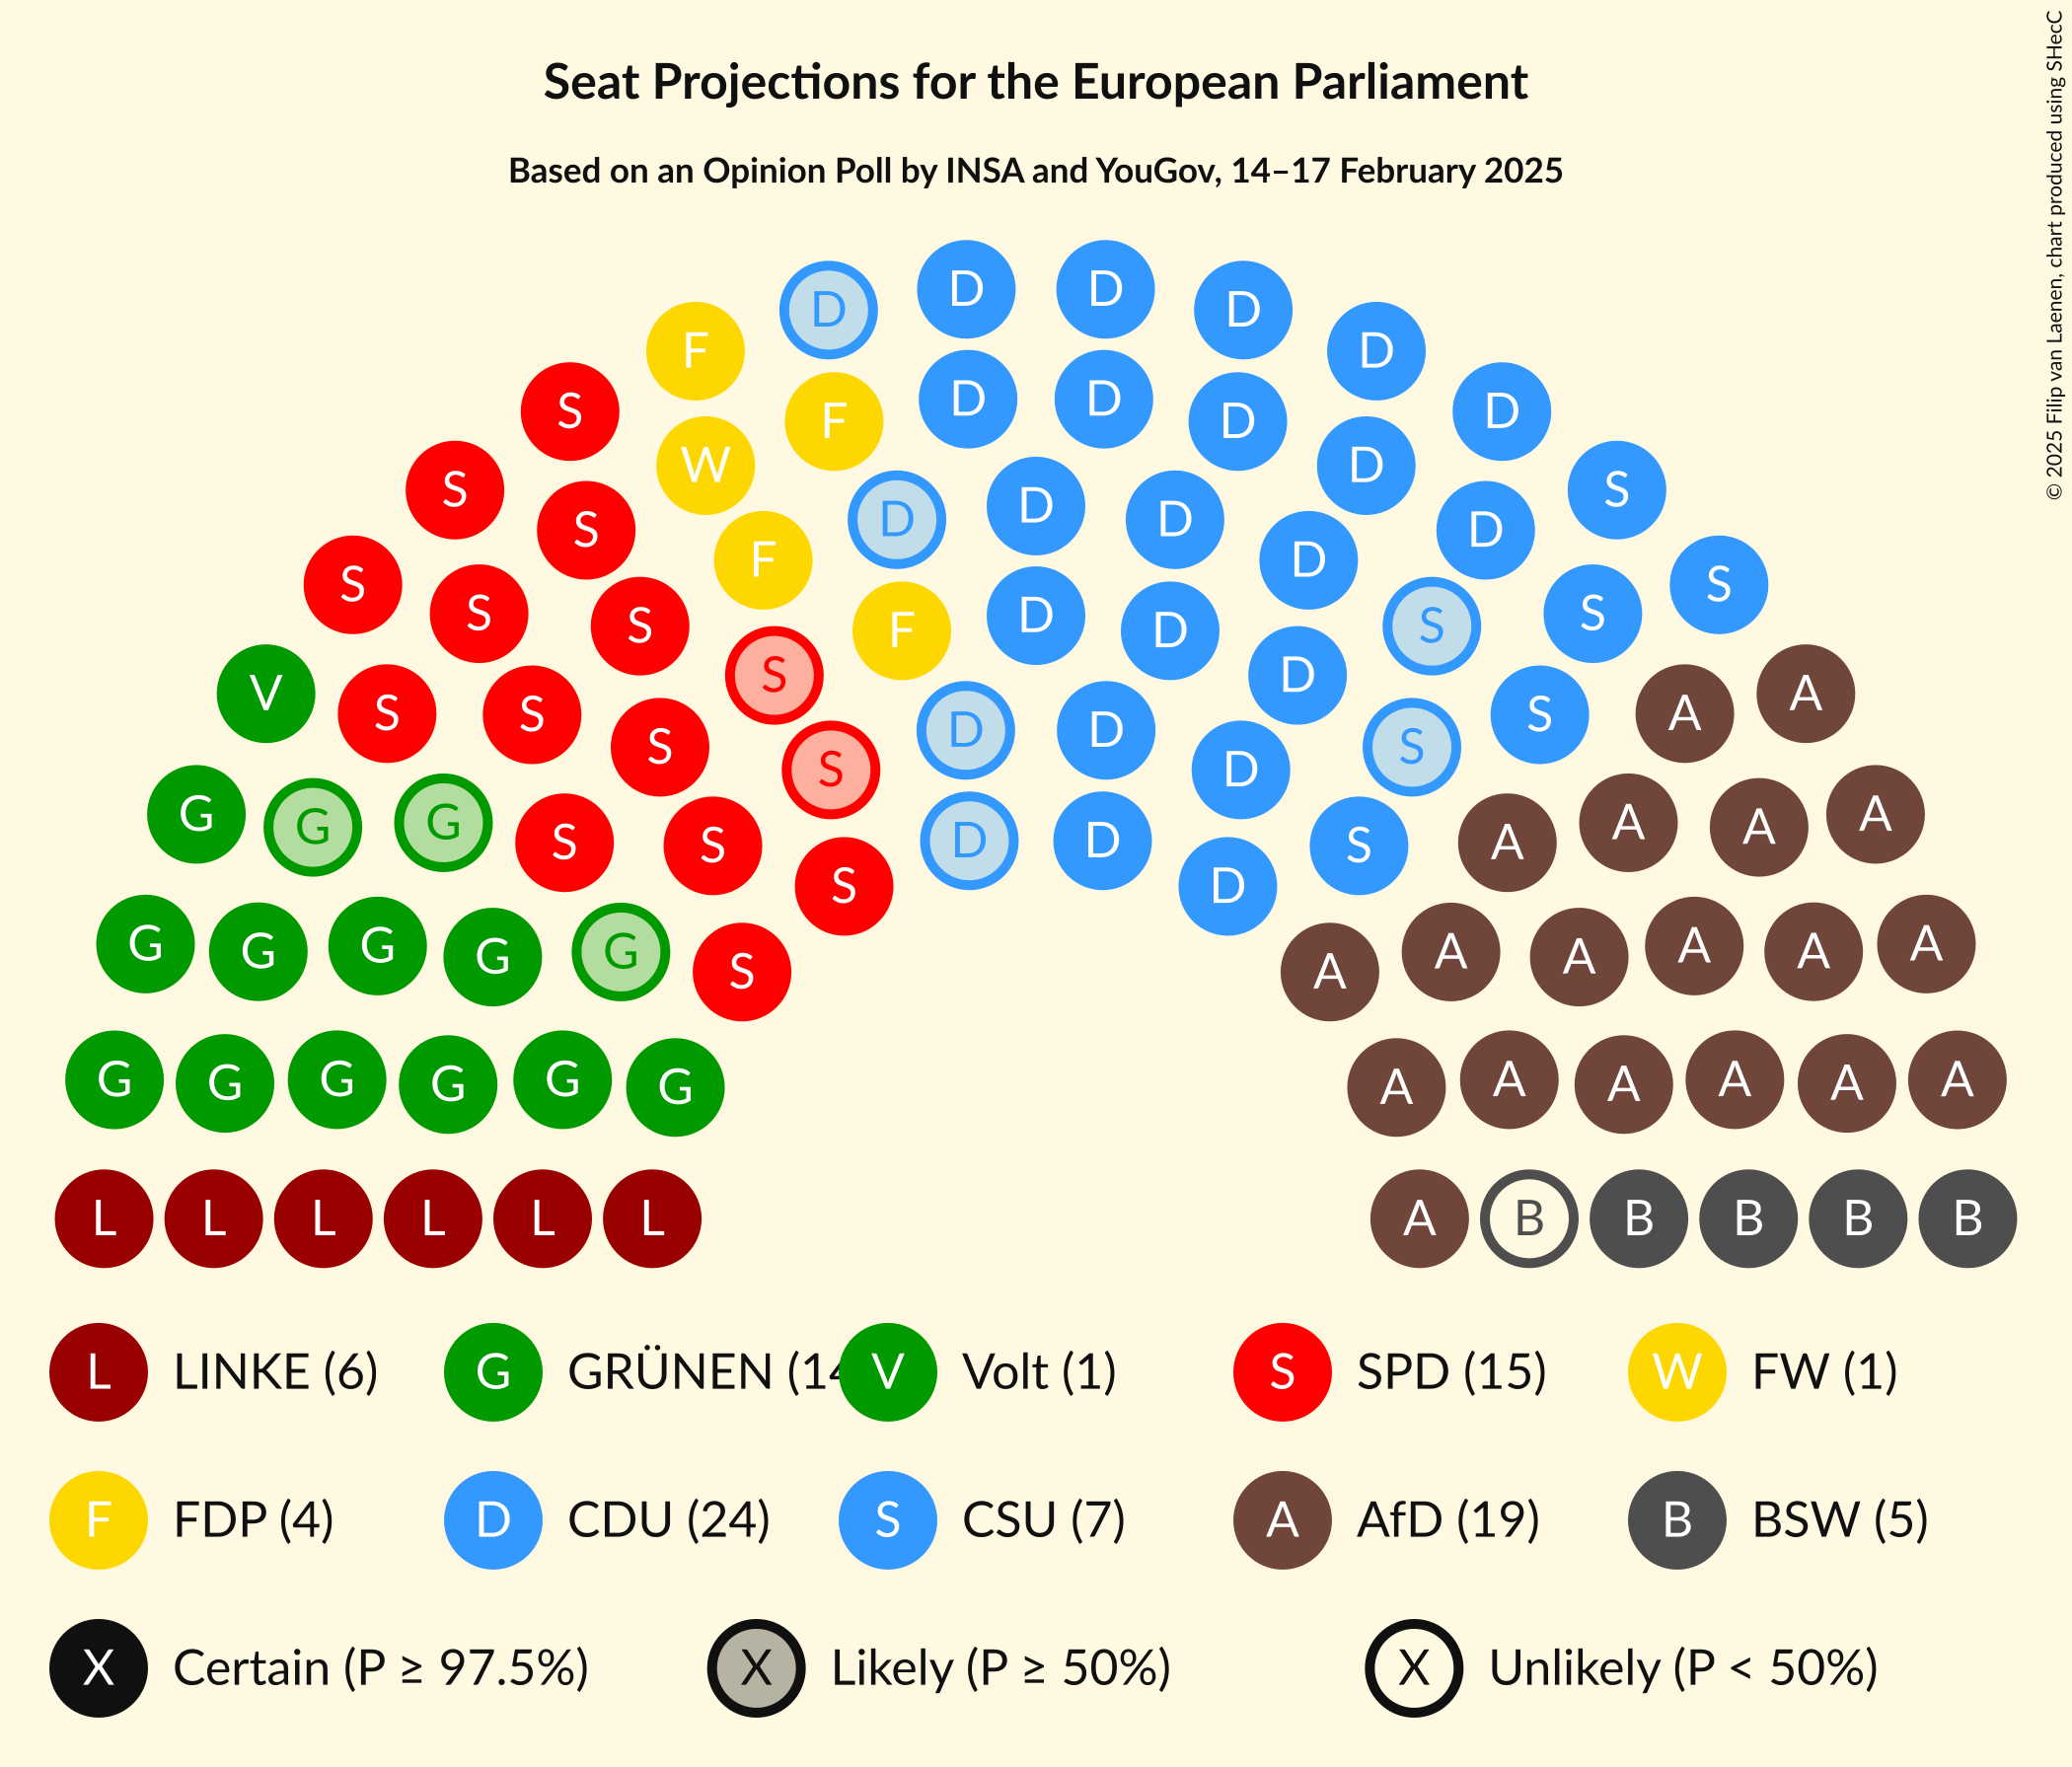 Seat Projections for the European Parliament
Based on an Opinion Poll by INSA and YouGov, 14–17 February 2025
© 2025 Filip van Laenen, chart produced using SHecC
D D D D
F D D
S D D D D F D
S W D S
S F D D D D D S
S S S D S S
V S S S F D D D S A A
S S S D D S S
G G G S S S D D D S A A A A
S D
G G G G G S A A A A A A
G G G G G G A A A A A A
L L L L L L A B B B B B
L LINKE (6) G GRÜNEN (14 V Volt (1) S SPD (15) W FW (1)
F FDP (4) D CDU (24) S CSU (7) A AfD (19) B BSW (5)
X Certain (P ≥ 97.5%) X Likely (P ≥ 50%) X Unlikely (P < 50%)